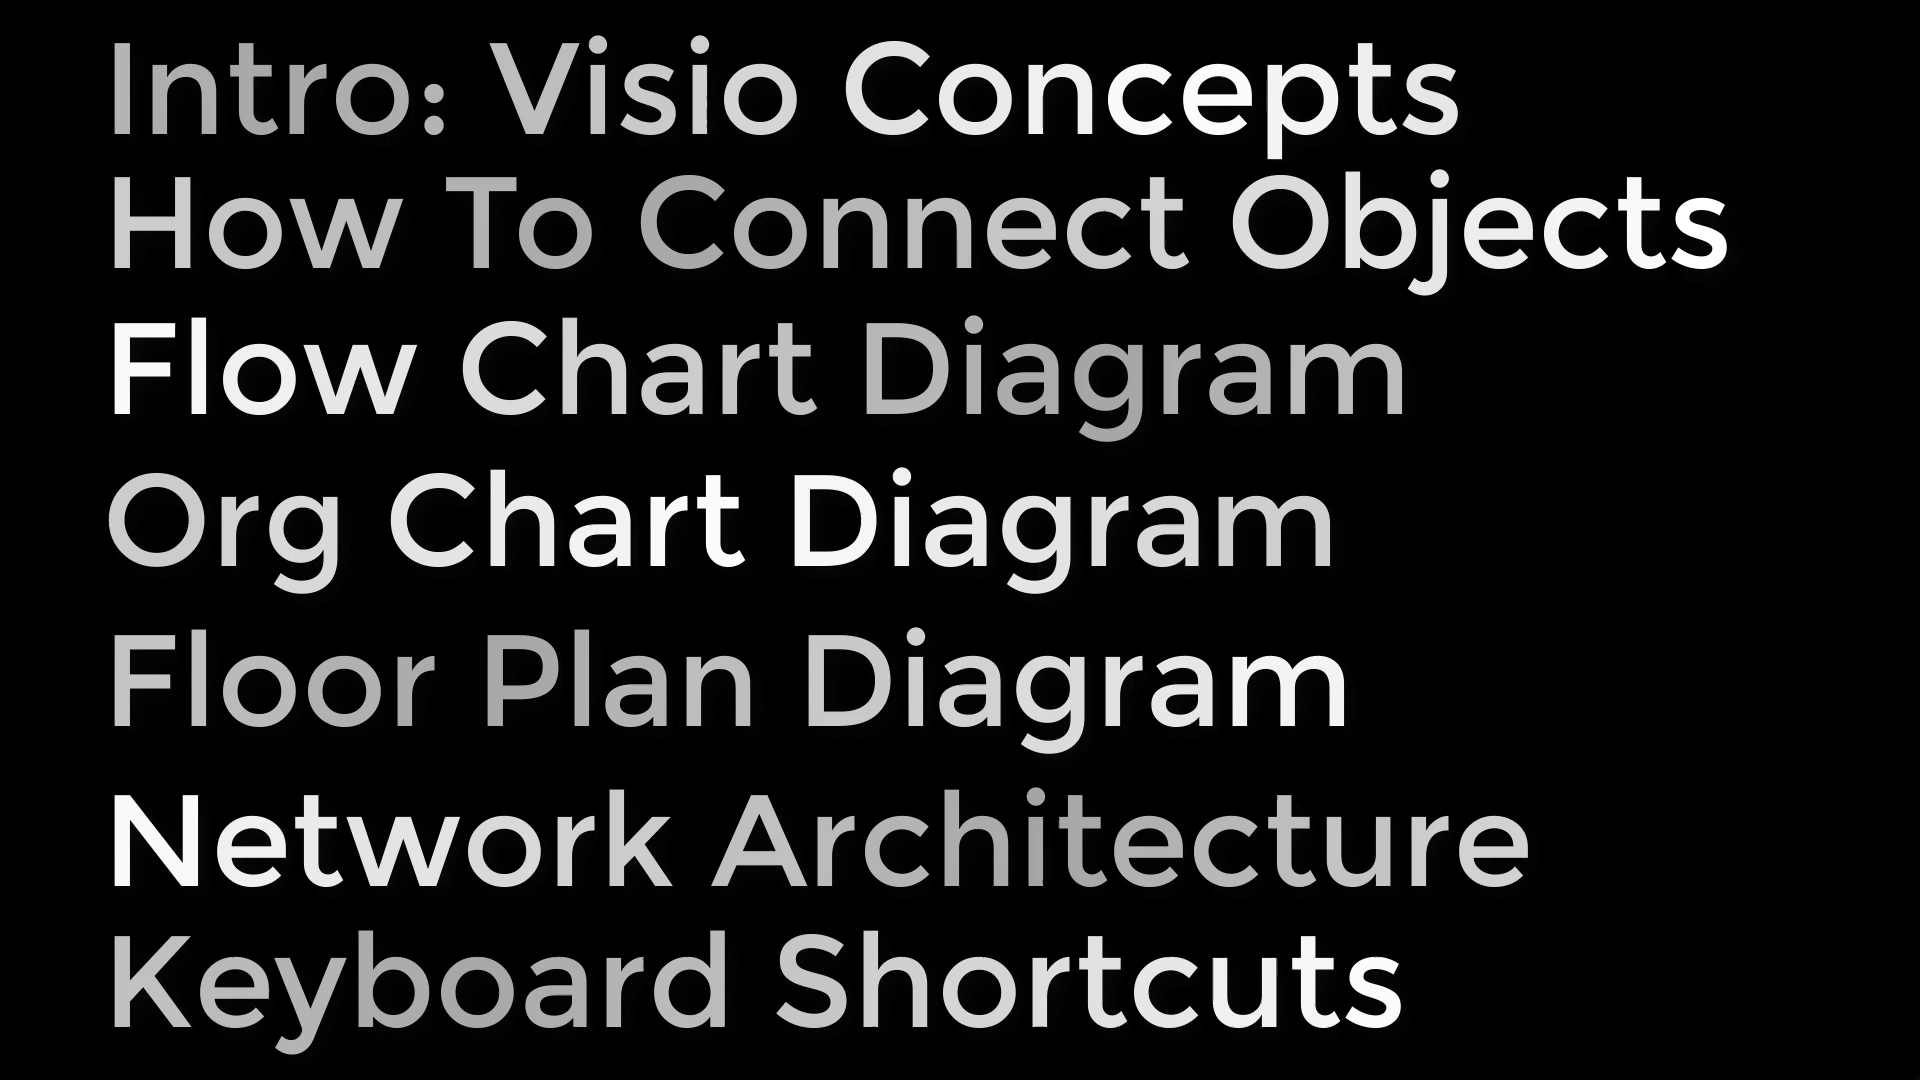 Intro: Visio Concepts
How To Connect Objects
Flow Chart Diagram
Org Chart Diagram
Floor Plan Diagram
Network Architecture
Keyboard Shortcuts